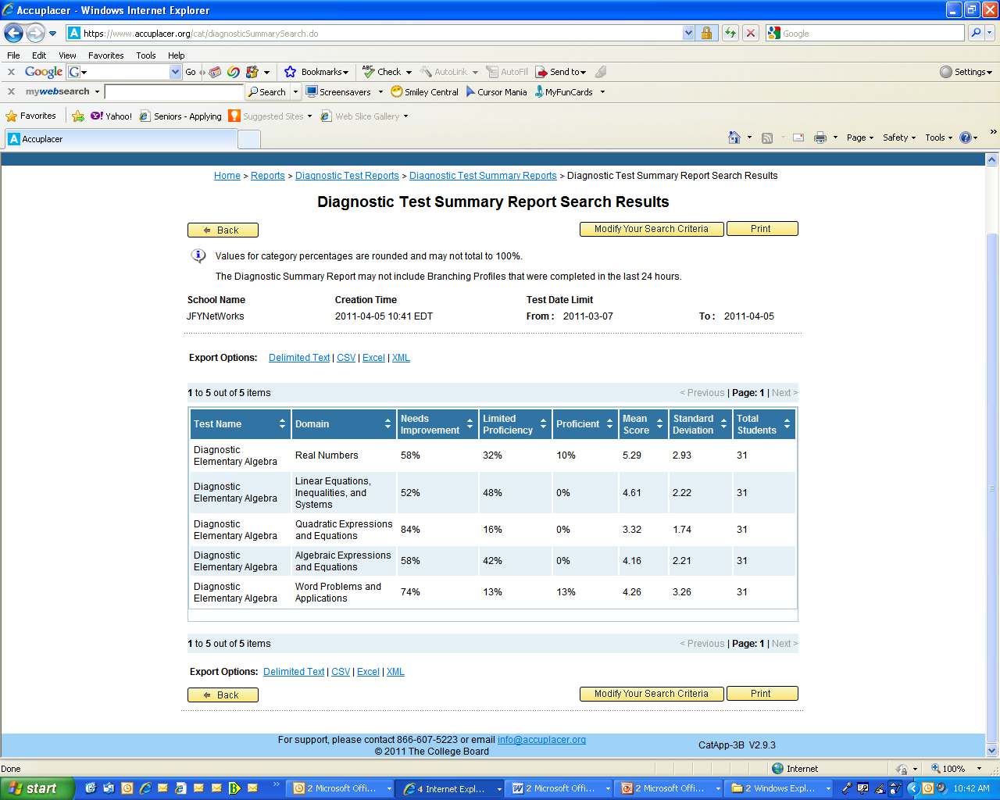 Accuplacer - Windows Internet Explorer
https://www.accuplacer.org/cat/diagnosticSummarySearch.do
Google
File Edit View Favorites Tools Help
x Google G Go Bookmarks Check AutoLink AutoFill Send to Settings
x mywebsearch Search Screensavers Smiley Central Cursor Mania MyFunCards
Favorites Yahoo! Seniors - Applying Suggested Sites Web Slice Gallery
Accuplacer Page Safety Tools »
Home > Reports > Diagnostic Test Reports > Diagnostic Test Summary Reports > Diagnostic Test Summary Report Search Results
Diagnostic Test Summary Report Search Results
Back Modify Your Search Criteria Print
Values for category percentages are rounded and may not total to 100%.
The Diagnostic Summary Report may not include Branching Profiles that were completed in the last 24 hours.
School Name Creation Time Test Date Limit
JFYNetWorks 2011-04-05 10:41 EDT From : 2011-03-07 To : 2011-04-05
Export Options: Delimited Text | CSV | Excel | XML
1 to 5 out of 5 items < Previous | Page: 1 | Next >
Test Name Domain Needs Improvement Limited Proficiency Proficient Mean Score Standard Deviation Total Students
Diagnostic Elementary Algebra Real Numbers 58% 32% 10% 5.29 2.93 31
Diagnostic Elementary Algebra Linear Equations, Inequalities, and Systems 52% 48% 0% 4.61 2.22 31
Diagnostic Elementary Algebra Quadratic Expressions and Equations 84% 16% 0% 3.32 1.74 31
Diagnostic Elementary Algebra Algebraic Expressions and Equations 58% 42% 0% 4.16 2.21 31
Diagnostic Elementary Algebra Word Problems and Applications 74% 13% 13% 4.26 3.26 31
1 to 5 out of 5 items < Previous | Page: 1 | Next >
Export Options: Delimited Text | CSV | Excel | XML
Back Modify Your Search Criteria Print
For support, please contact 866-607-5223 or email info@accuplacer.org
© 2011 The College Board CatApp-3B V2.9.3
Done Internet 100%
start » 2 Microsoft Offi... 4 Internet Expl... 2 Microsoft Offi... 2 Microsoft Offi... 2 Windows Expl... 10:42 AM